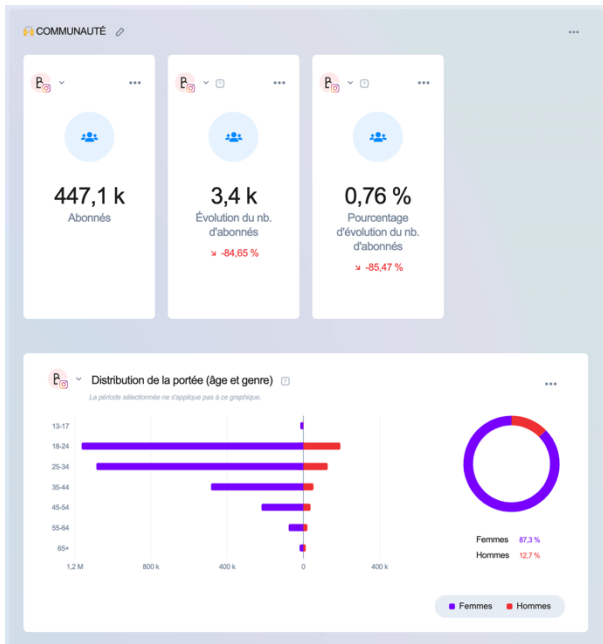 COMMUNAUTÉ
447,1 k
Abonnés
3,4 k
Évolution du nb.
d'abonnés
-84,65 %
0,76 %
Pourcentage
d'évolution du nb.
d'abonnés
-85,47 %
Distribution de la portée (âge et genre)
La période sélectionnée ne s'applique pas à ce graphique.
13-17
18-24
25-34
35-44
45-54
55-64
65+
1,2 M
800 k
400 k
0
400 k
Femmes 87,3 %
Hommes 12,7 %
Femmes
Hommes